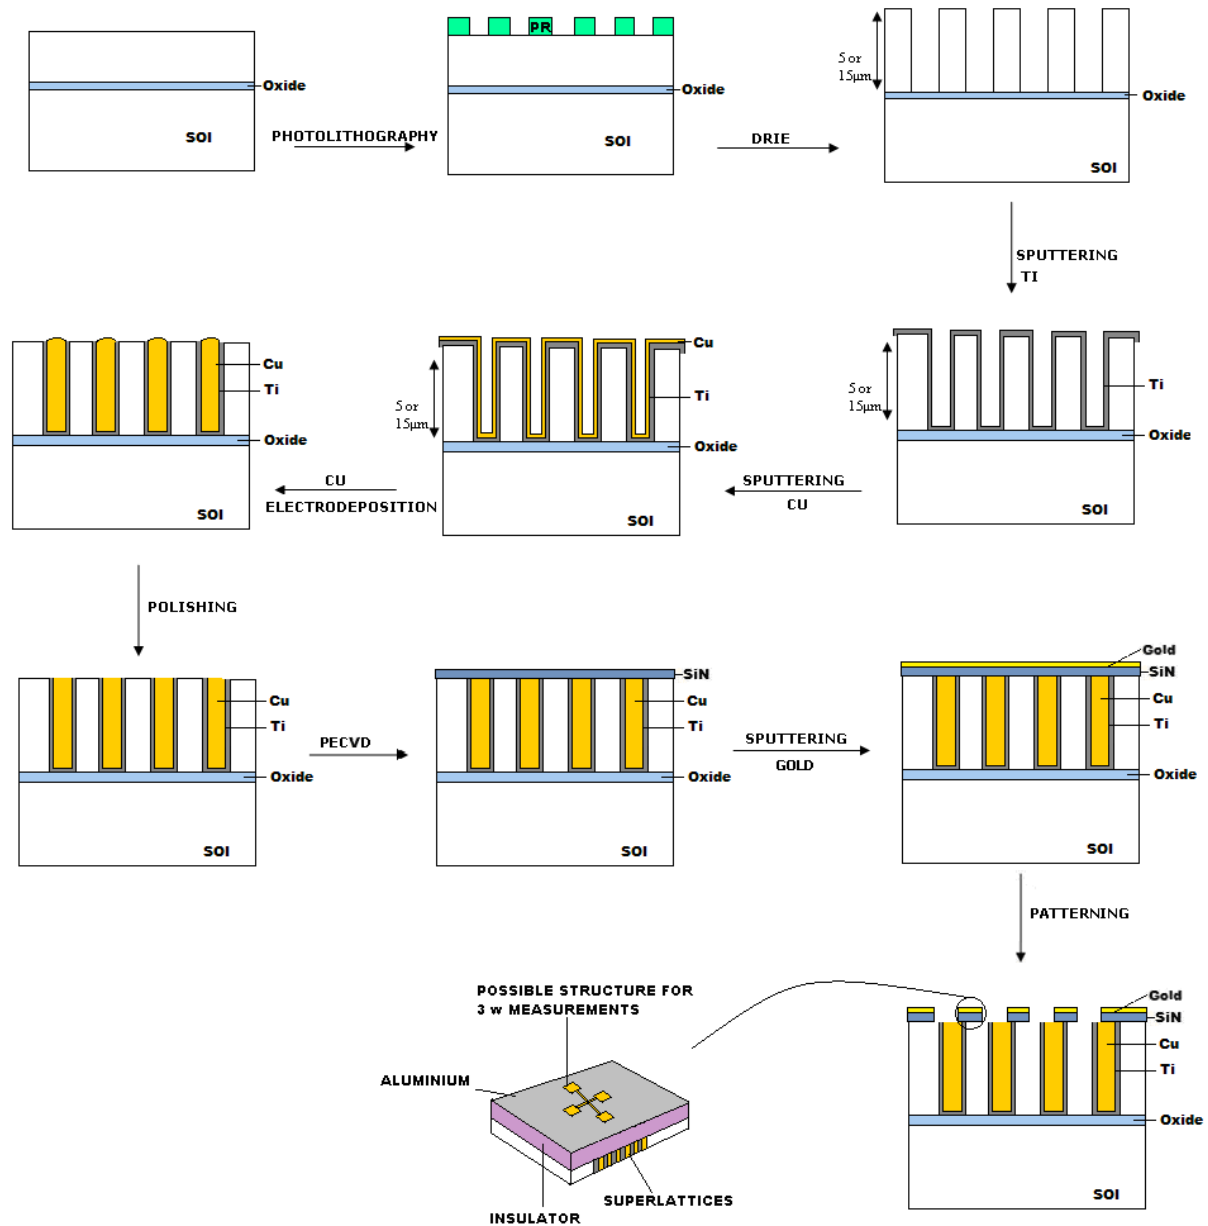 Oxide
SOI
PHOTOLITHOGRAPHY
PR
Oxide
SOI
DRIE
5 or
15µm
Oxide
SOI
SPUTTERING
TI
Cu
Ti
Oxide
SOI
CU
ELECTRODEPOSITION
Cu
5 or
15µm
Ti
Oxide
SOI
SPUTTERING
CU
5 or
15µm
Ti
Oxide
SOI
POLISHING
Cu
Ti
Oxide
SOI
PECVD
SiN
Cu
Ti
Oxide
SOI
SPUTTERING
GOLD
Gold
SiN
Cu
Ti
Oxide
SOI
PATTERNING
POSSIBLE STRUCTURE FOR
3 w MEASUREMENTS
ALUMINIUM
SUPERLATTICES
INSULATOR
Gold
SiN
Cu
Ti
Oxide
SOI